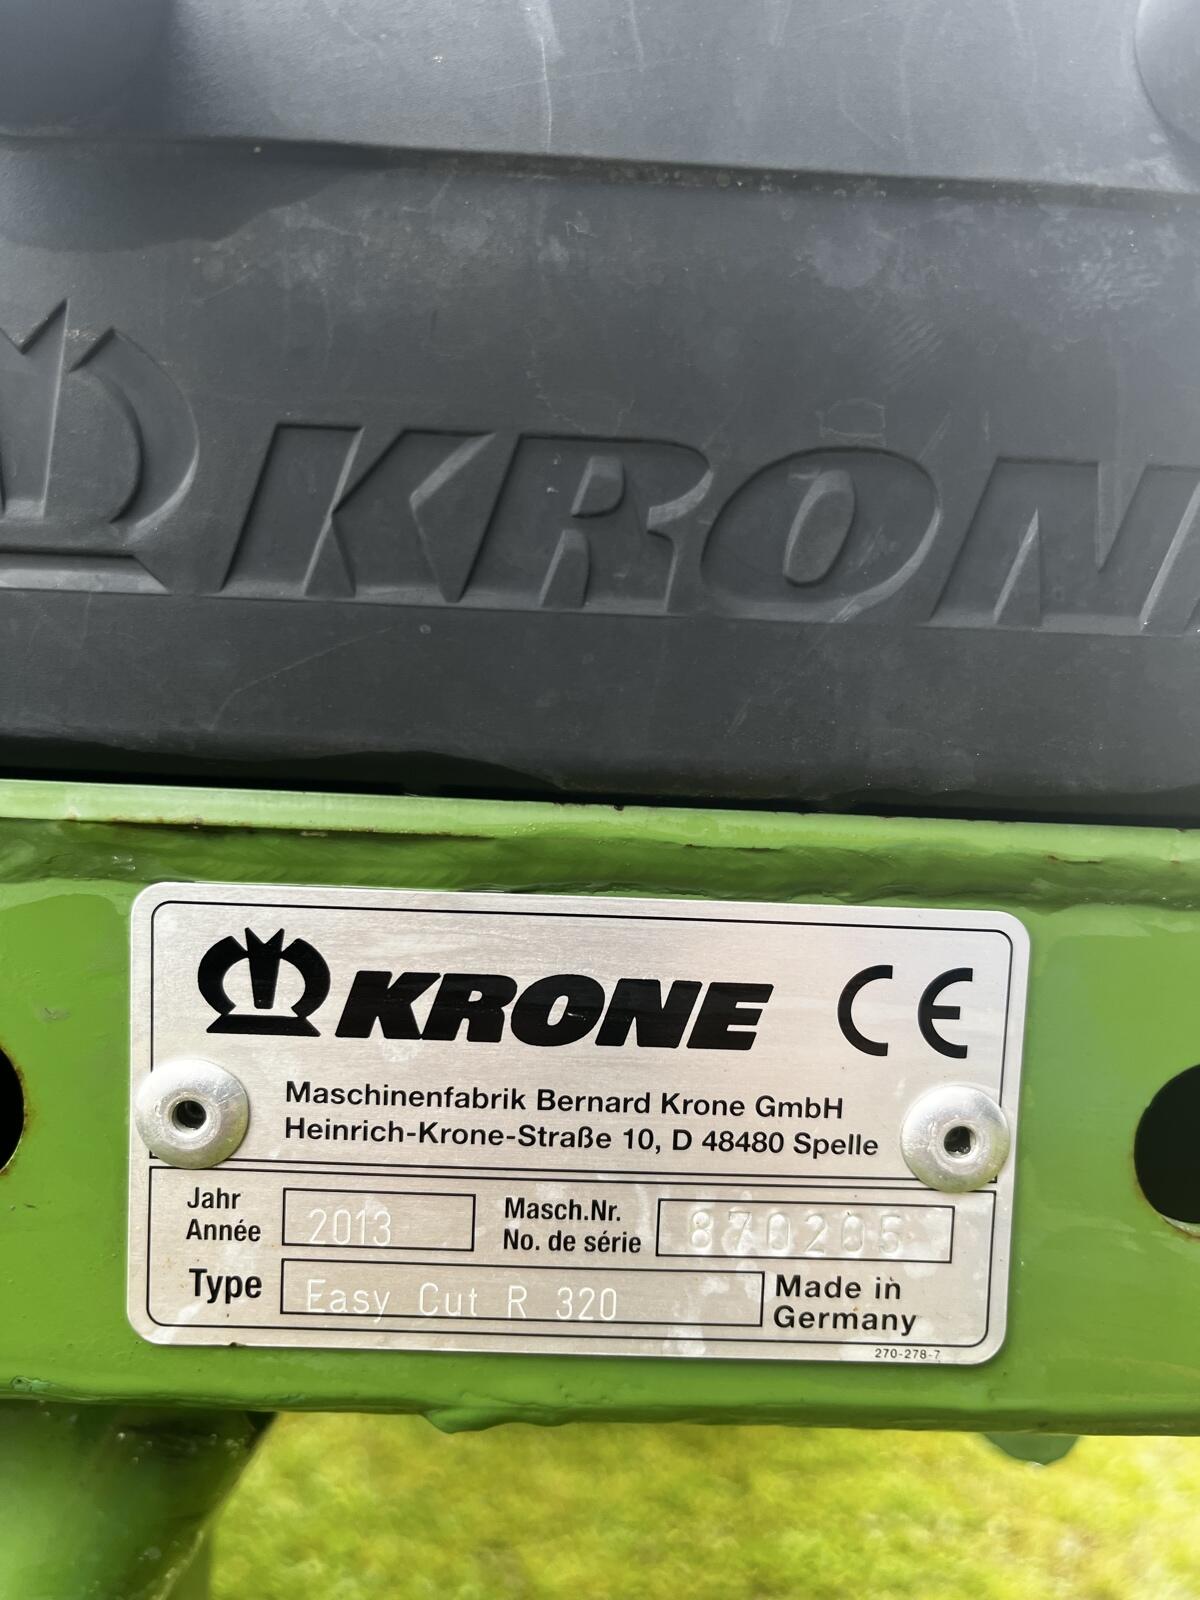 KRONE
KRONE CE
Maschinenfabrik Bernard Krone GmbH
Heinrich-Krone-Straße 10, D 48480 Spelle
Jahr
Année
2013
Masch.Nr.
No. de série
870205
Type
Easy Cut R 320
Made in
Germany
270-278-7